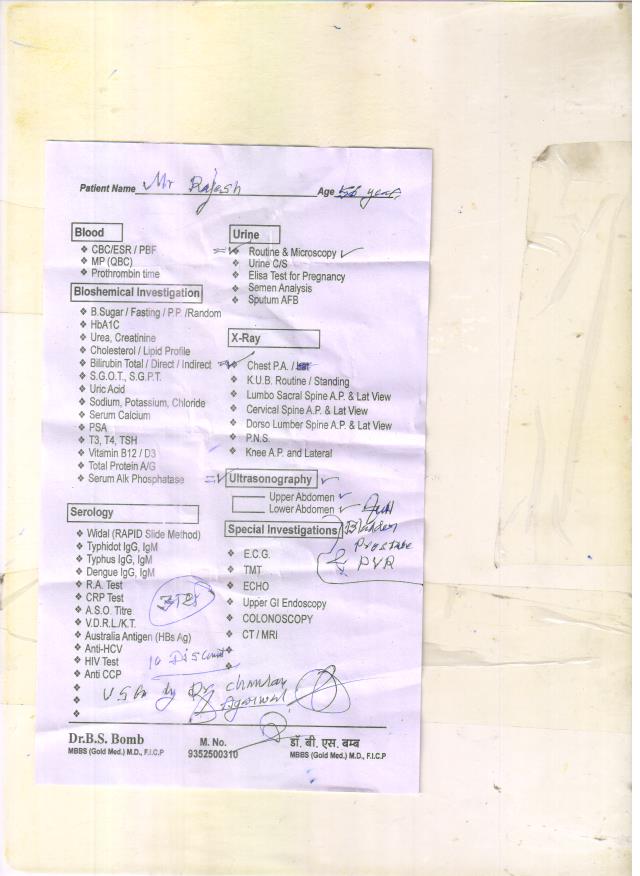 Patient Name Mr Rajesh Age 56 year
Blood
❖ CBC/ESR / PBF
❖ MP (QBC)
❖ Prothrombin time
Bioshemical Investigation
❖ B.Sugar / Fasting / P.P. /Random
❖ HbA1C
❖ Urea, Creatinine
❖ Cholesterol / Lipid Profile
❖ Bilirubin Total / Direct / Indirect
❖ S.G.O.T., S.G.P.T.
❖ Uric Acid
❖ Sodium, Potassium, Chloride
❖ Serum Calcium
❖ PSA
❖ T3, T4, TSH
❖ Vitamin B12 / D3
❖ Total Protein A/G
❖ Serum Alk Phosphatase
Serology
❖ Widal (RAPID Slide Method)
❖ Typhidot IgG, IgM
❖ Typhus IgG, IgM
❖ Dengue IgG, IgM
❖ R.A. Test
❖ CRP Test
❖ A.S.O. Titre
❖ V.D.R.L./K.T.
❖ Australia Antigen (HBs Ag)
❖ Anti-HCV
❖ HIV Test
❖ Anti CCP
Urine
❖ Routine & Microscopy ✓
❖ Urine C/S
❖ Elisa Test for Pregnancy
❖ Semen Analysis
❖ Sputum AFB
X-Ray
Chest P.A. /
❖ K.U.B. Routine / Standing
❖ Lumbo Sacral Spine A.P. & Lat View
❖ Cervical Spine A.P. & Lat View
❖ Dorso Lumber Spine A.P. & Lat View
❖ P.N.S.
❖ Knee A.P. and Lateral
Ultrasonography ✓
Upper Abdomen ✓
Lower Abdomen ✓
Bladder
Prostate
& PVR
Special Investigations
❖ E.C.G.
❖ TMT
❖ ECHO
❖ Upper GI Endoscopy
❖ COLONOSCOPY
❖ CT / MRI
10 Discount
USG by Dr. Chandan
Agarwal
Dr.B.S. Bomb
MBBS (Gold Med.) M.D., F.I.C.P
M. No.
9352500310
डॉ. बी. एस. बम्ब
MBBS (Gold Med.) M.D., F.I.C.P